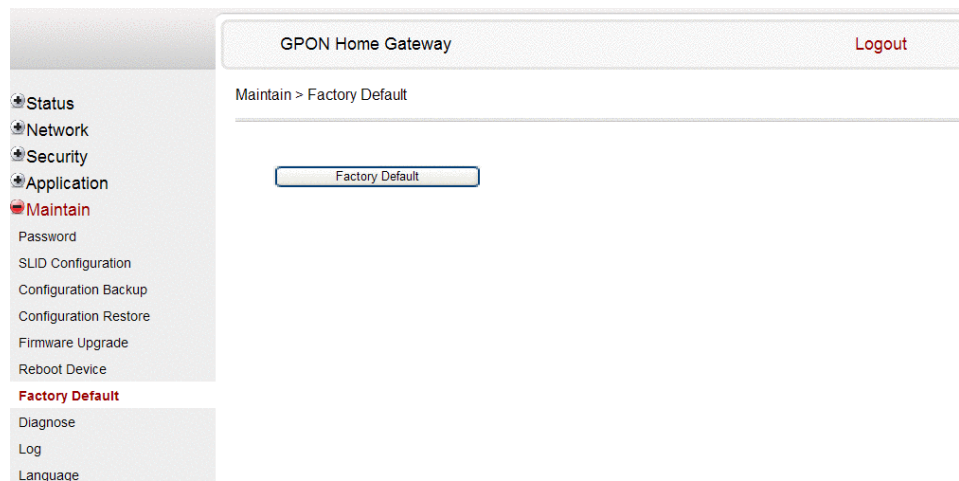 GPON Home Gateway
Logout
Maintain > Factory Default
Factory Default
Status
Network
Security
Application
Maintain
Password
SLID Configuration
Configuration Backup
Configuration Restore
Firmware Upgrade
Reboot Device
Factory Default
Diagnose
Log
Language